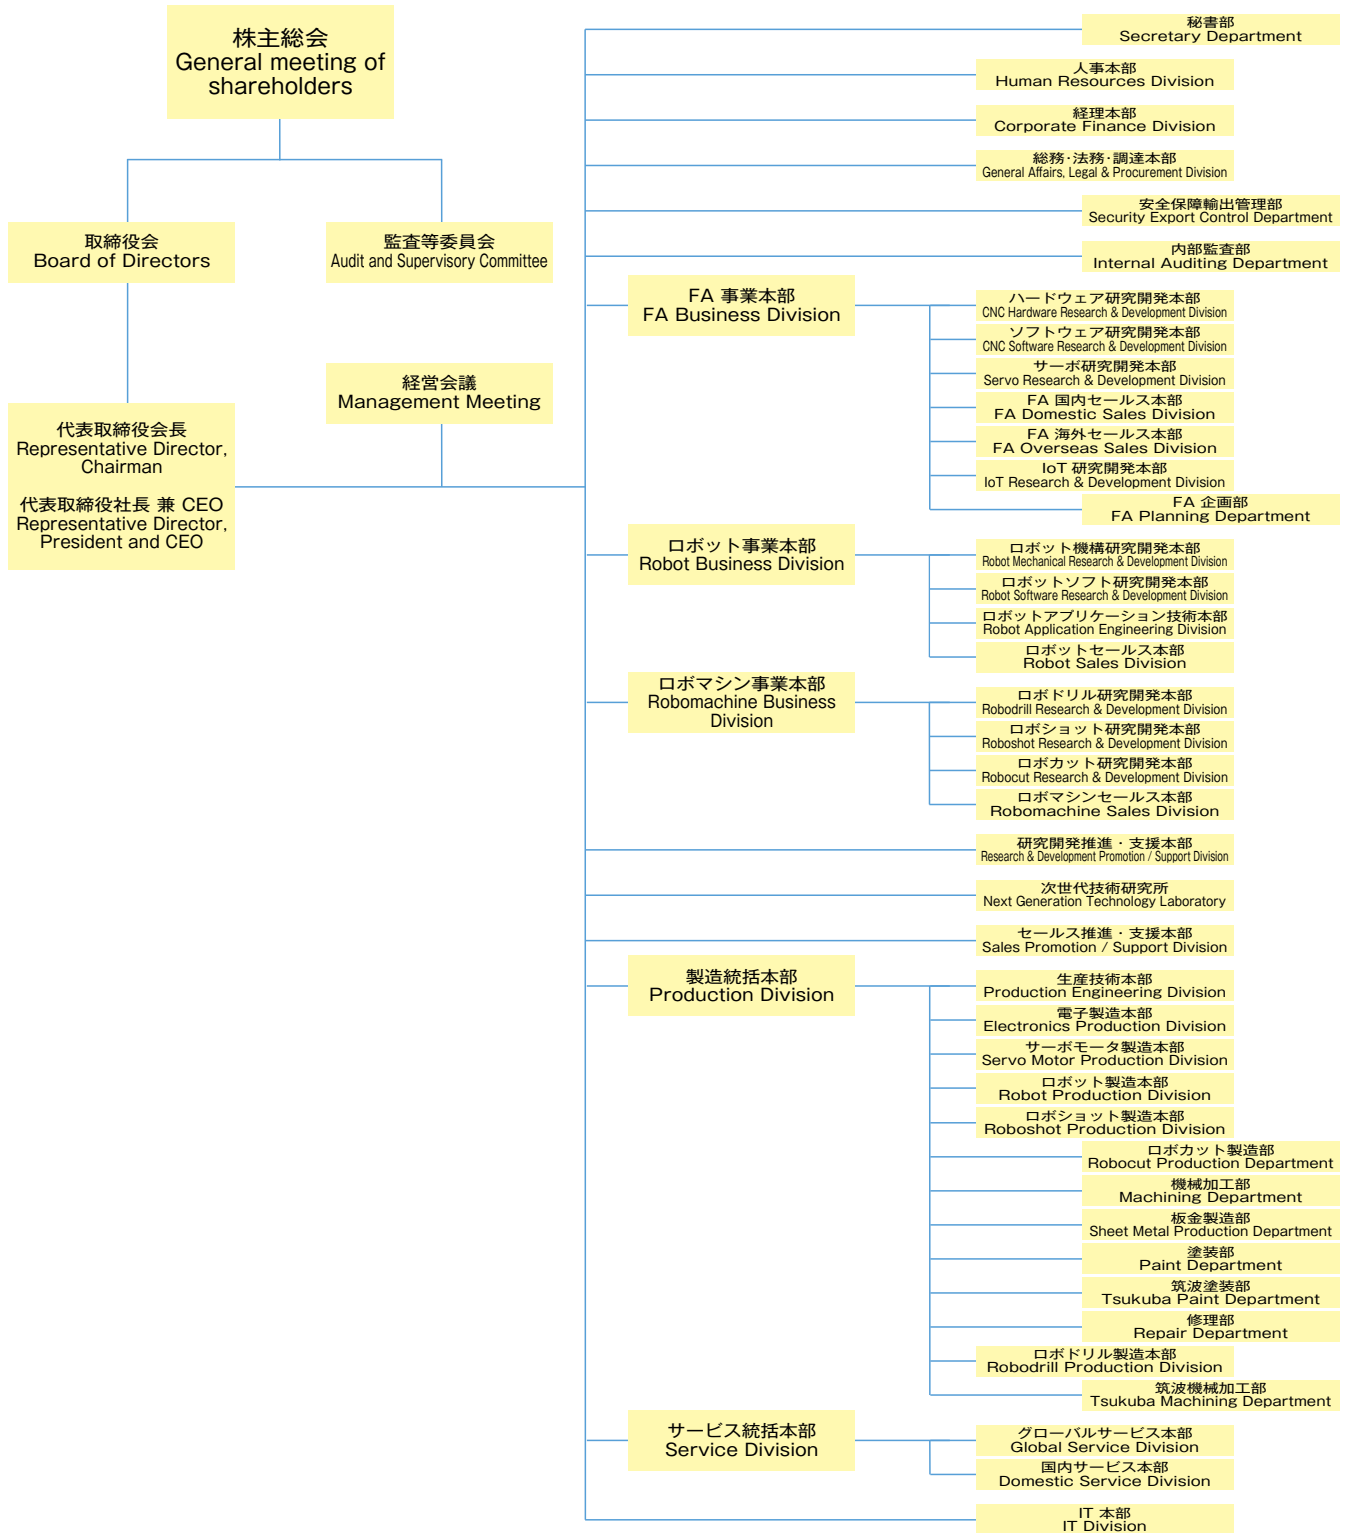 株主総会
General meeting of
shareholders
取締役会
Board of Directors
監査等委員会
Audit and Supervisory Committee
経営会議
Management Meeting
代表取締役会長
Representative Director,
Chairman
代表取締役社長 兼 CEO
Representative Director,
President and CEO
秘書部
Secretary Department
人事本部
Human Resources Division
経理本部
Corporate Finance Division
総務･法務･調達本部
General Affairs, Legal & Procurement Division
安全保障輸出管理部
Security Export Control Department
内部監査部
Internal Auditing Department
FA 事業本部
FA Business Division
ハードウェア研究開発本部
CNC Hardware Research & Development Division
ソフトウェア研究開発本部
CNC Software Research & Development Division
サーボ研究開発本部
Servo Research & Development Division
FA 国内セールス本部
FA Domestic Sales Division
FA 海外セールス本部
FA Overseas Sales Division
IoT 研究開発本部
IoT Research & Development Division
FA 企画部
FA Planning Department
ロボット事業本部
Robot Business Division
ロボット機構研究開発本部
Robot Mechanical Research & Development Division
ロボットソフト研究開発本部
Robot Software Research & Development Division
ロボットアプリケーション技術本部
Robot Application Engineering Division
ロボットセールス本部
Robot Sales Division
ロボマシン事業本部
Robomachine Business
Division
ロボドリル研究開発本部
Robodrill Research & Development Division
ロボショット研究開発本部
Roboshot Research & Development Division
ロボカット研究開発本部
Robocut Research & Development Division
ロボマシンセールス本部
Robomachine Sales Division
研究開発推進・支援本部
Research & Development Promotion / Support Division
次世代技術研究所
Next Generation Technology Laboratory
セールス推進・支援本部
Sales Promotion / Support Division
製造統括本部
Production Division
生産技術本部
Production Engineering Division
電子製造本部
Electronics Production Division
サーボモータ製造本部
Servo Motor Production Division
ロボット製造本部
Robot Production Division
ロボショット製造本部
Roboshot Production Division
ロボカット製造部
Robocut Production Department
機械加工部
Machining Department
板金製造部
Sheet Metal Production Department
塗装部
Paint Department
筑波塗装部
Tsukuba Paint Department
修理部
Repair Department
ロボドリル製造本部
Robodrill Production Division
筑波機械加工部
Tsukuba Machining Department
サービス統括本部
Service Division
グローバルサービス本部
Global Service Division
国内サービス本部
Domestic Service Division
IT 本部
IT Division